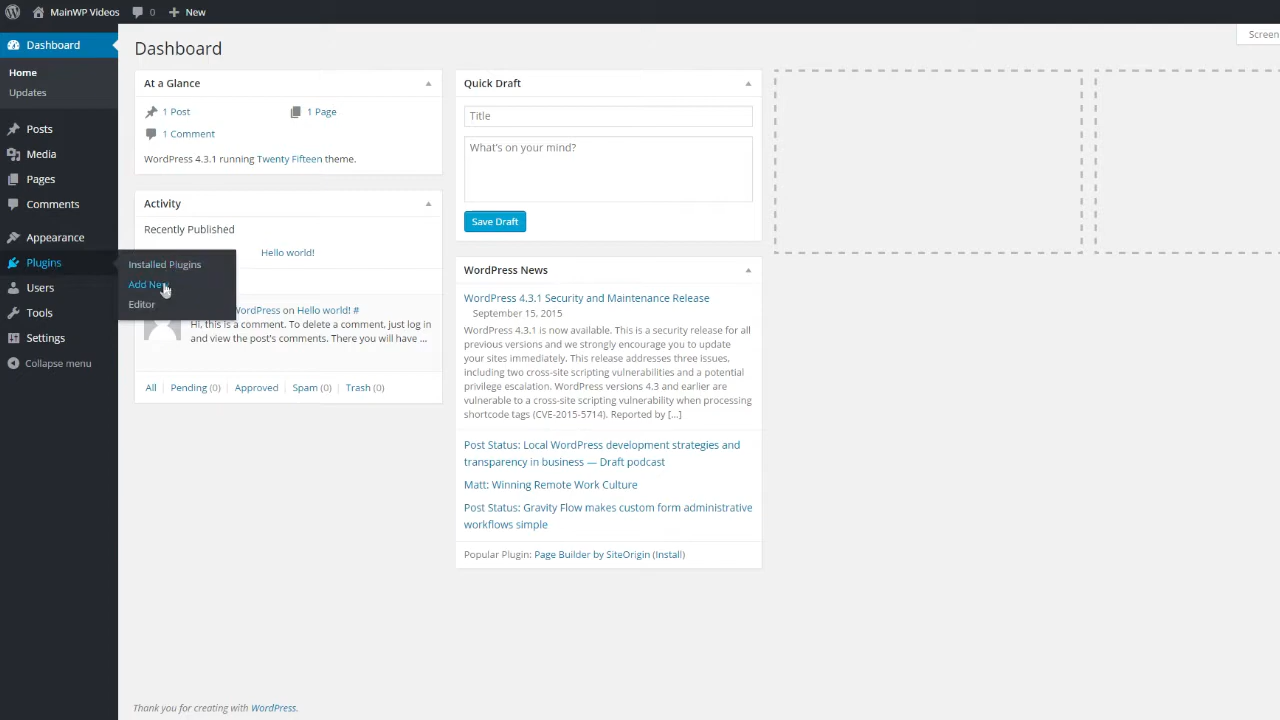 MainWP Videos 0 New
Screen
Dashboard
Home
Updates
Posts
Media
Pages
Comments
Appearance
Plugins
Users
Tools
Settings
Collapse menu
Installed Plugins
Add New
Editor
Dashboard
At a Glance
1 Post 1 Page
1 Comment
WordPress 4.3.1 running Twenty Fifteen theme.
Activity
Recently Published
Hello world!
WordPress on Hello world! #
Hi, this is a comment. To delete a comment, just log in
and view the post's comments. There you will have ...
All | Pending (0) | Approved | Spam (0) | Trash (0)
Quick Draft
Title
What's on your mind?
Save Draft
WordPress News
WordPress 4.3.1 Security and Maintenance Release
September 15, 2015
WordPress 4.3.1 is now available. This is a security release for all
previous versions and we strongly encourage you to update
your sites immediately. This release addresses three issues,
including two cross-site scripting vulnerabilities and a potential
privilege escalation. WordPress versions 4.3 and earlier are
vulnerable to a cross-site scripting vulnerability when processing
shortcode tags (CVE-2015-5714). Reported by [...]
Post Status: Local WordPress development strategies and
transparency in business — Draft podcast
Matt: Winning Remote Work Culture
Post Status: Gravity Flow makes custom form administrative
workflows simple
Popular Plugin: Page Builder by SiteOrigin (Install)
Thank you for creating with WordPress.